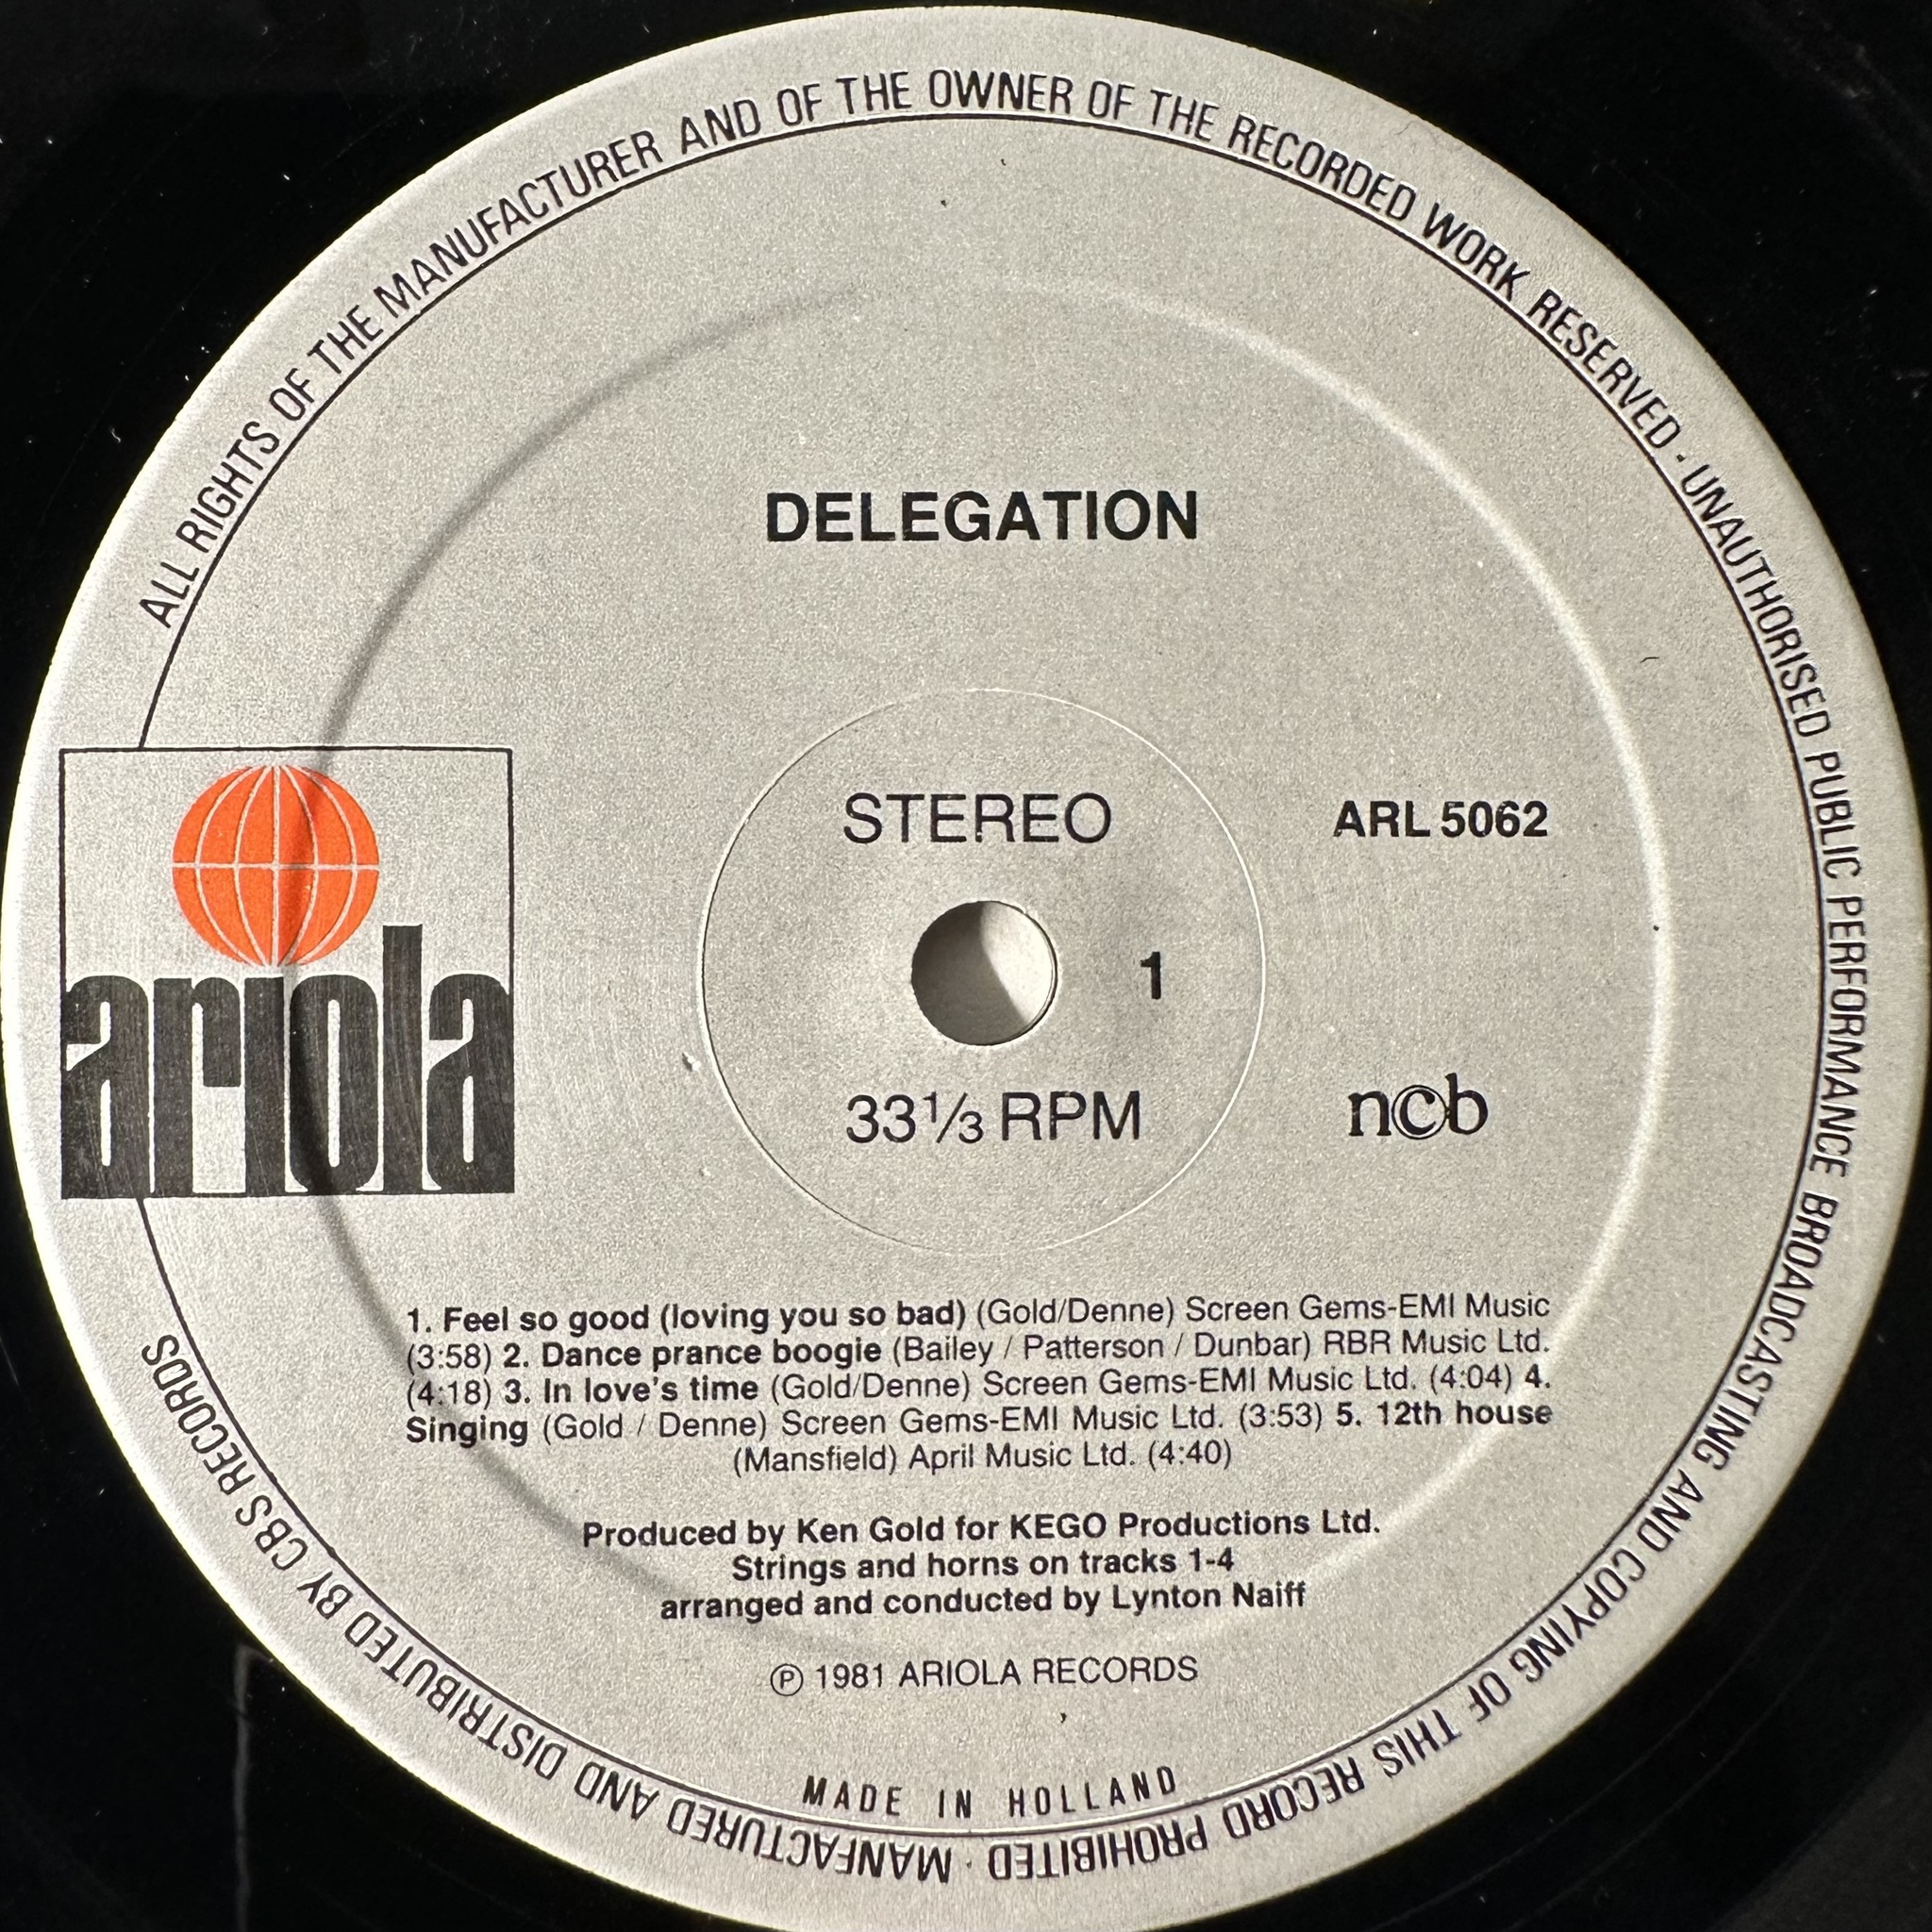 ALL RIGHTS OF THE MANUFACTURER AND OF THE OWNER OF THE RECORDED WORK RESERVED · UNAUTHORISED PUBLIC PERFORMANCE BROADCASTING AND COPYING OF THIS RECORD PROHIBITED · MANFACTURED AND DISTRIBUTED BY CBS RECORDS
DELEGATION
STEREO
ARL 5062
ariola
1
33⅓ RPM
ncb
1. Feel so good (loving you so bad) (Gold/Denne) Screen Gems-EMI Music
(3:58) 2. Dance prance boogie (Bailey / Patterson / Dunbar) RBR Music Ltd.
(4:18) 3. In love's time (Gold/Denne) Screen Gems-EMI Music Ltd. (4:04) 4.
Singing (Gold / Denne) Screen Gems-EMI Music Ltd. (3:53) 5. 12th house
(Mansfield) April Music Ltd. (4:40)
Produced by Ken Gold for KEGO Productions Ltd.
Strings and horns on tracks 1-4
arranged and conducted by Lynton Naiff
℗ 1981 ARIOLA RECORDS
MADE IN HOLLAND